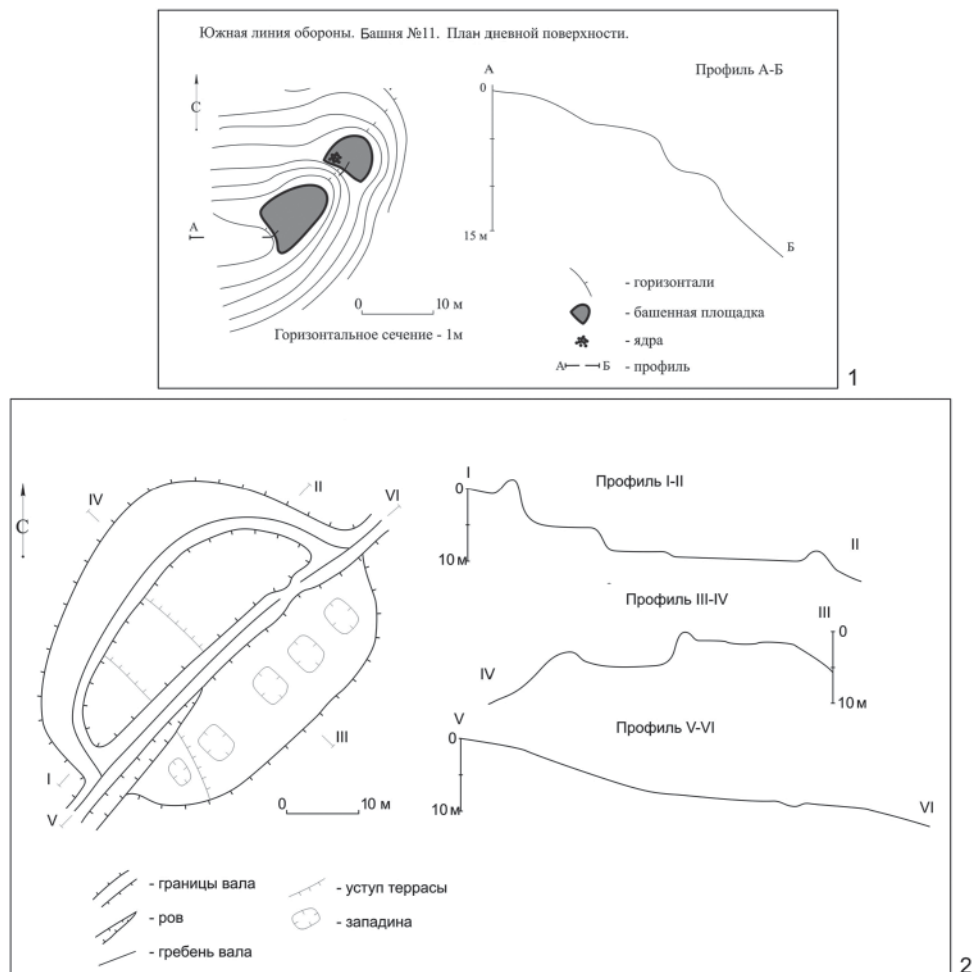 Южная линия обороны. Башня №11. План дневной поверхности.
С
А
0 10 м
Горизонтальное сечение - 1м
Профиль А-Б
А
0
15 м
Б
- горизонтали
- башенная площадка
- ядра
А Б - профиль
1
С
IV
II
VI
III
I
V
0 10 м
Профиль I-II
I
0
10 м
II
Профиль III-IV
III
0
IV
10 м
Профиль V-VI
V
0
10 м
VI
- границы вала
- ров
- гребень вала
- уступ террасы
- западина
2